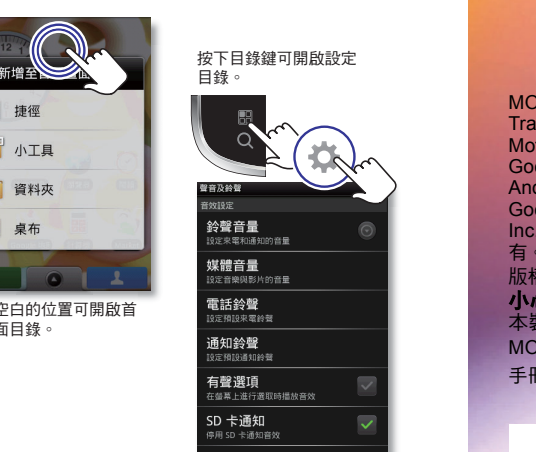 12
新增至
捷徑
小工具
資料夾
桌布
空白的位置可開啟首
面目錄。
按下目錄鍵可開啟設定
目錄。
聲音及鈴聲
音效設定
鈴聲音量
設定來電和通知的音量
媒體音量
設定音樂與影片的音量
電話鈴聲
設定預設來電鈴聲
通知鈴聲
設定預設通知鈴聲
有聲選項
在螢幕上進行選取時播放音效
SD 卡通知
停用 SD 卡通知音效
MO
Tra
Mo
Goo
And
Goo
Inc
有。
版權
小心
本裝
MO
手冊